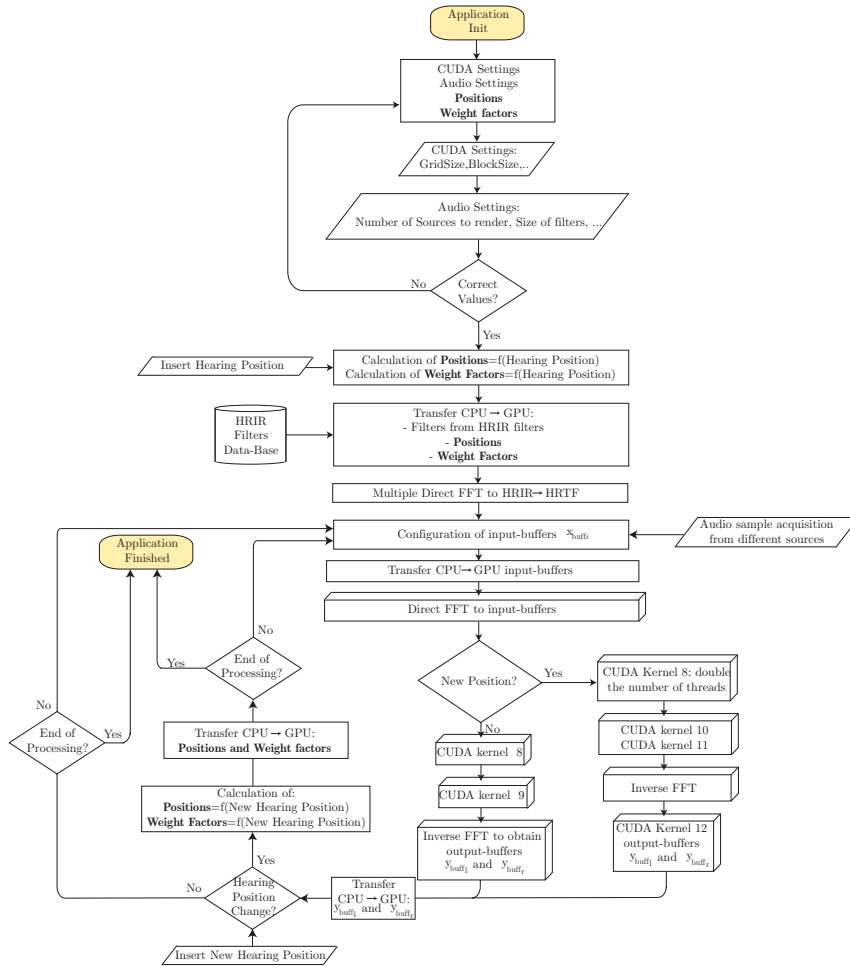 Application
Init
CUDA Settings
Audio Settings
Positions
Weight factors
CUDA Settings:
GridSize,BlockSize,..
Audio Settings:
Number of Sources to render, Size of filters, ...
No
Correct
Values?
Yes
Insert Hearing Position
Calculation of Positions=f(Hearing Position)
Calculation of Weight Factors=f(Hearing Position)
HRIR
Filters
Data-Base
Transfer CPU→GPU:
- Filters from HRIR filters
- Positions
- Weight Factors
Multiple Direct FFT to HRIR→HRTF
Configuration of input-buffers x_buffi
Audio sample acquisition
from different sources
Application
Finished
Transfer CPU→GPU input-buffers
Direct FFT to input-buffers
No
Yes
End of
Processing?
New Position?
Yes
CUDA Kernel 8: double
the number of threads
No
End of
Processing?
Yes
Transfer CPU → GPU:
Positions and Weight factors
No
CUDA kernel 8
CUDA kernel 10
CUDA kernel 11
Calculation of:
Positions=f(New Hearing Position)
Weight Factors=f(New Hearing Position)
CUDA kernel 9
Inverse FFT
Inverse FFT to obtain
output-buffers
y_buffl and y_buffr
CUDA Kernel 12
output-buffers
y_buffl and y_buffr
Yes
No
Hearing
Position
Change?
Transfer
CPU → GPU:
y_buffl and y_buffr
Insert New Hearing Position